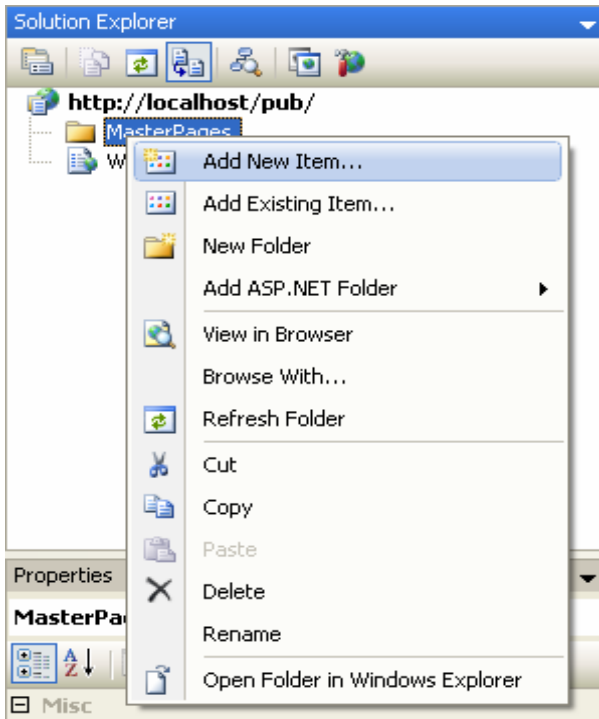 Solution Explorer
http://localhost/pub/
MasterPages
W
Add New Item...
Add Existing Item...
New Folder
Add ASP.NET Folder
View in Browser
Browse With...
Refresh Folder
Cut
Copy
Paste
Delete
Rename
Open Folder in Windows Explorer
Properties
MasterPa
Misc